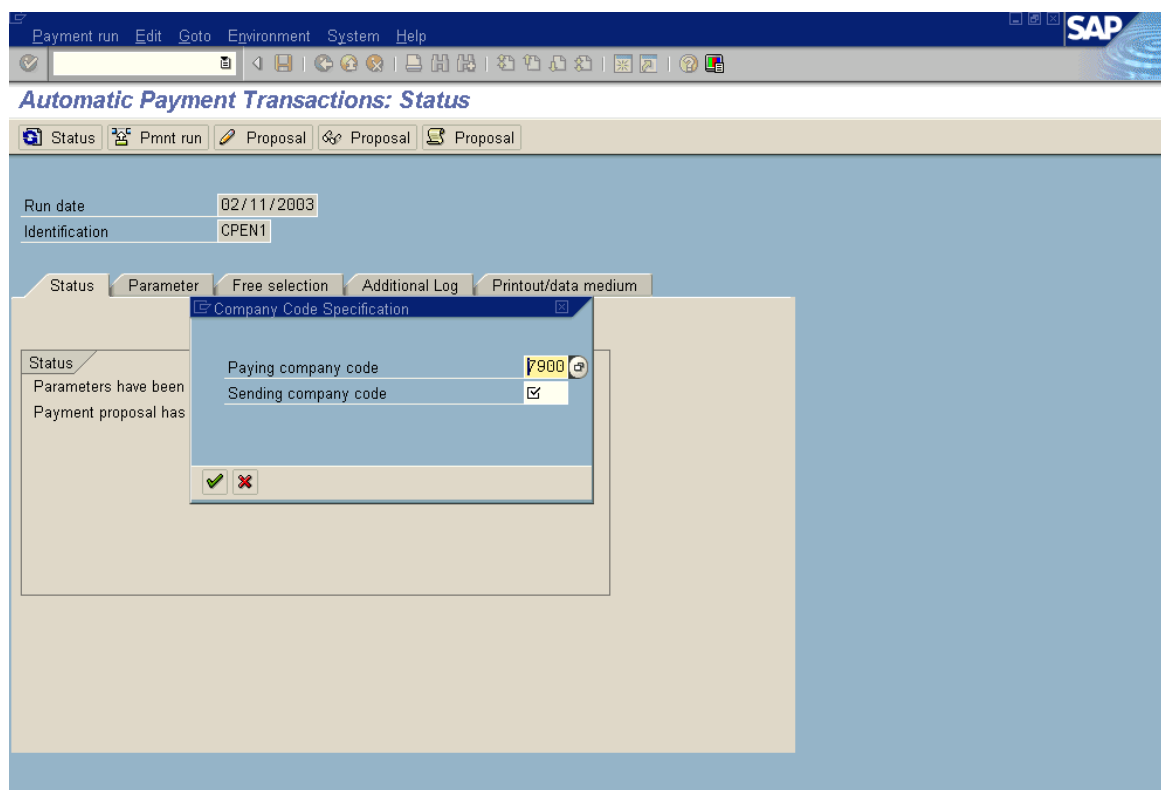 Payment run Edit Goto Environment System Help
SAP
Automatic Payment Transactions: Status
Status Pmnt run Proposal Proposal Proposal
Run date 02/11/2003
Identification CPEN1
Status Parameter Free selection Additional Log Printout/data medium
Company Code Specification
Status
Paying company code 7900
Parameters have been
Sending company code
Payment proposal has